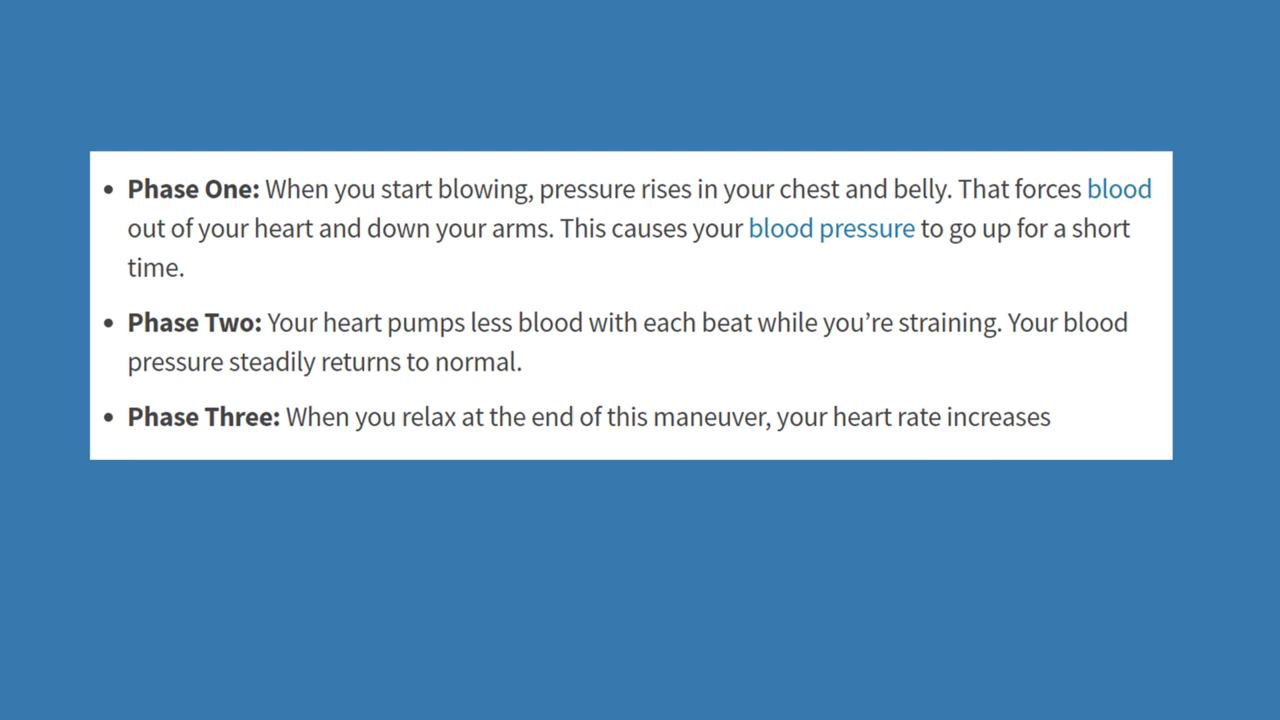 • Phase One: When you start blowing, pressure rises in your chest and belly. That forces blood
out of your heart and down your arms. This causes your blood pressure to go up for a short
time.
• Phase Two: Your heart pumps less blood with each beat while you’re straining. Your blood
pressure steadily returns to normal.
• Phase Three: When you relax at the end of this maneuver, your heart rate increases